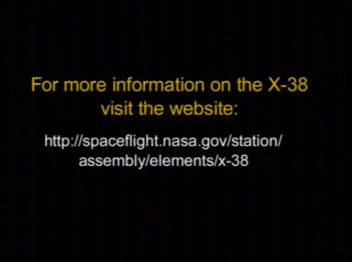 For more information on the X-38
visit the website:
http://spaceflight.nasa.gov/station/
assembly/elements/x-38